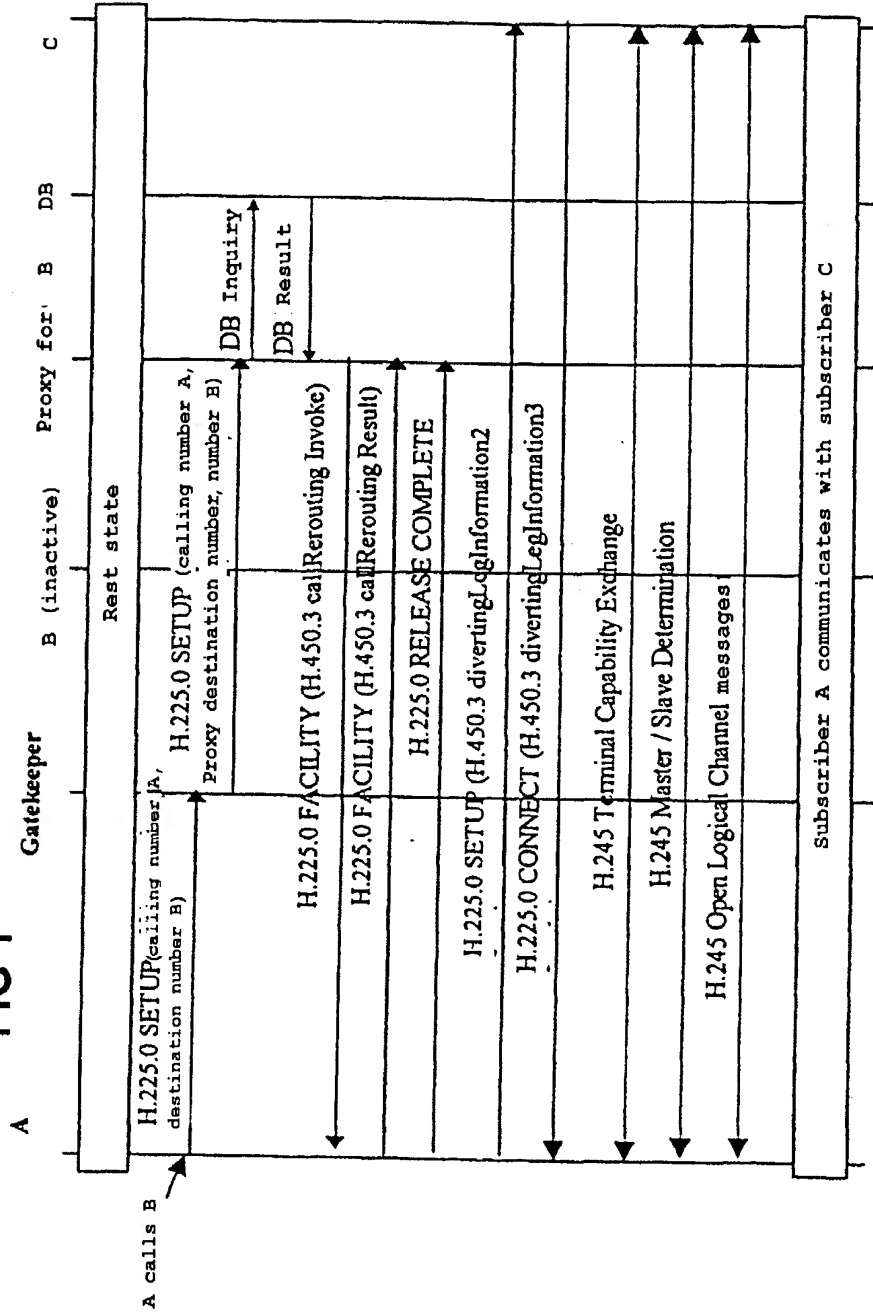 A
Gatekeeper
B (inactive)
Proxy for B
DB
C
Rest state
A calls B
H.225.0 SETUP(calling number A,
destination number B)
H.225.0 SETUP (calling number A,
Proxy destination number, number B)
DB Inquiry
DB Result
H.225.0 FACILITY (H.450.3 callRerouting Invoke)
H.225.0 FACILITY (H.450.3 callRerouting Result)
H.225.0 RELEASE COMPLETE
H.225.0 SETUP (H.450.3 divertingLegInformation2
H.225.0 CONNECT (H.450.3 divertingLegInformation3
H.245 Terminal Capability Exchange
H.245 Master / Slave Determination
H.245 Open Logical Channel messages
Subscriber A communicates with subscriber C